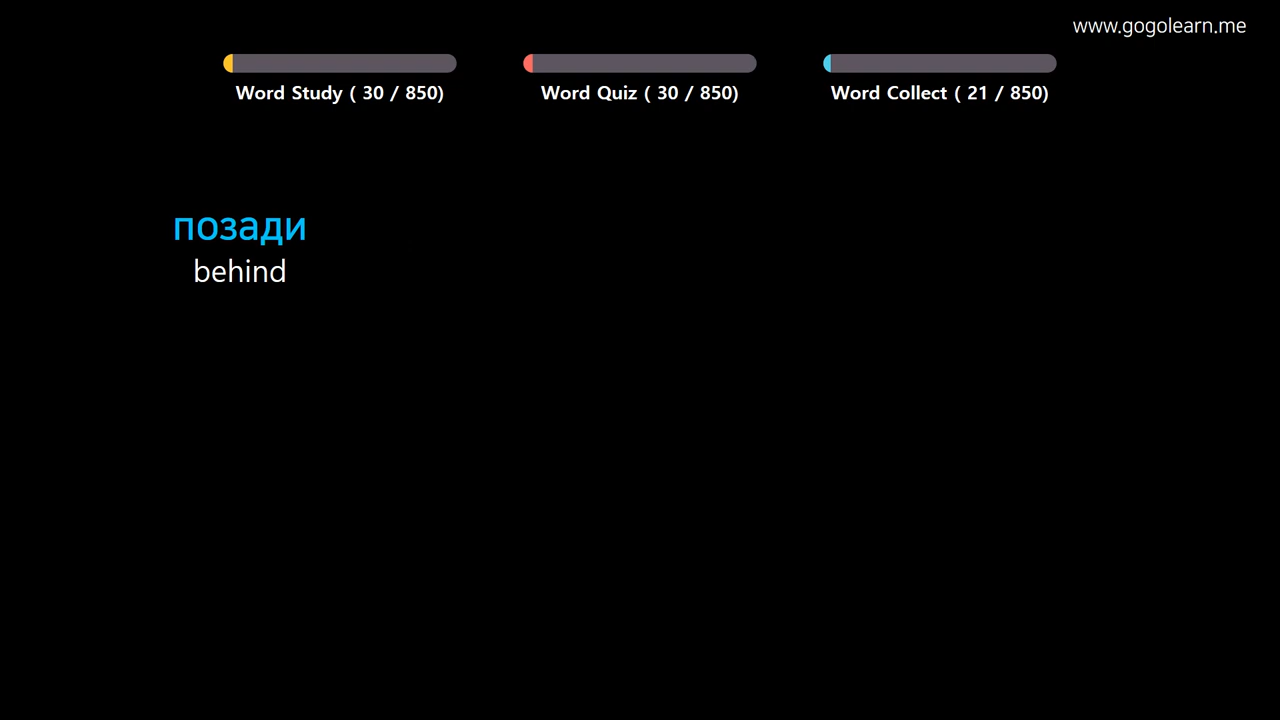 www.gogolearn.me
Word Study ( 30 / 850)
Word Quiz ( 30 / 850)
Word Collect ( 21 / 850)
позади
behind